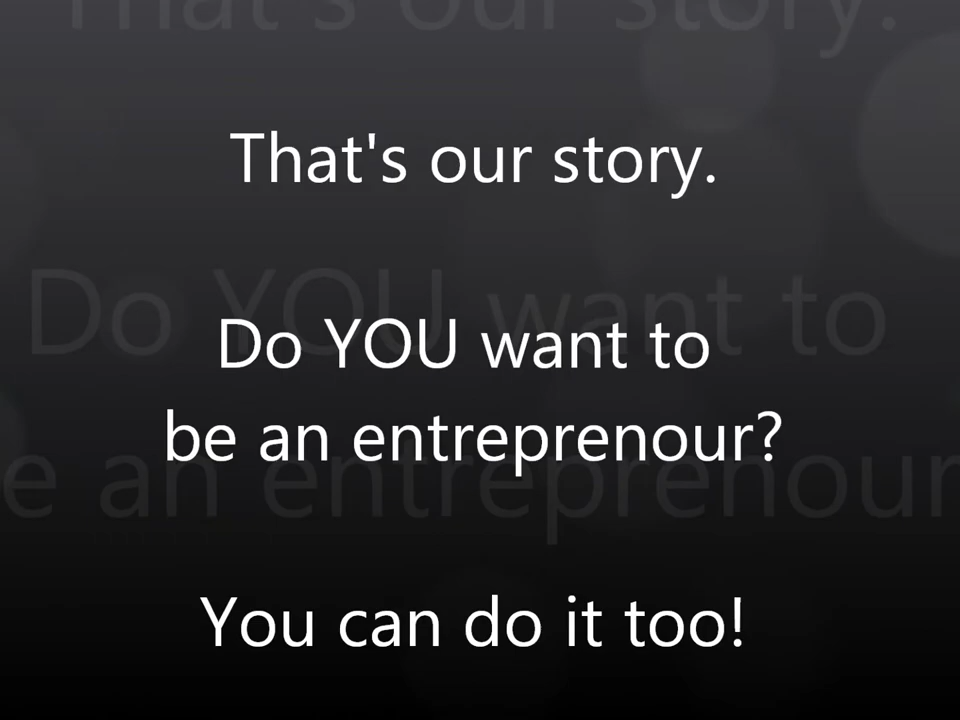 That's our story.
Do YOU want to
be an entreprenour?
You can do it too!